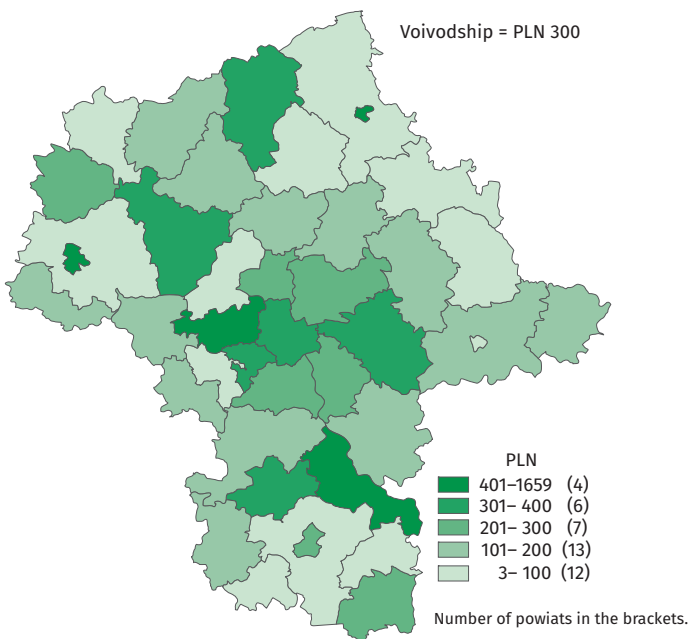 Voivodship = PLN 300
PLN
401–1659 (4)
301– 400 (6)
201– 300 (7)
101– 200 (13)
3– 100 (12)
Number of powiats in the brackets.